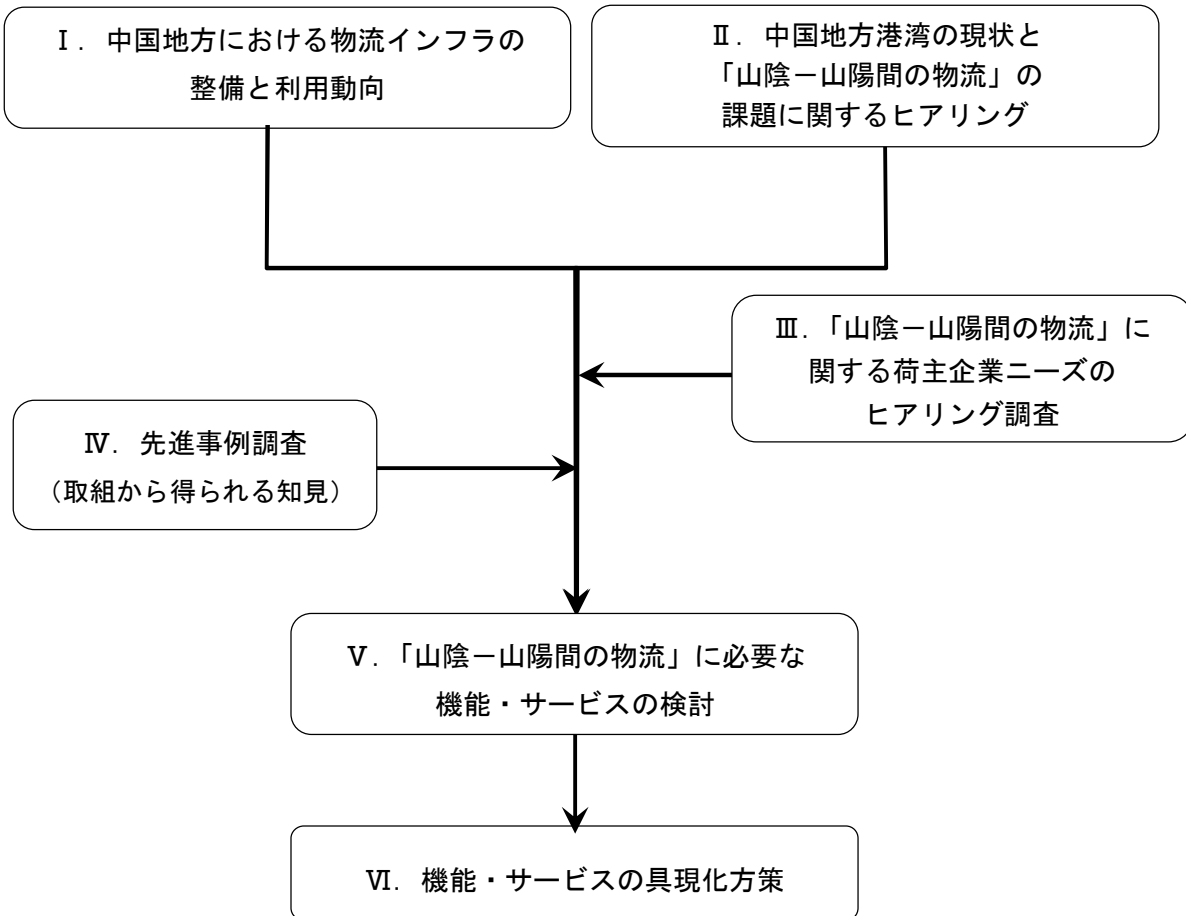 Ⅰ．中国地方における物流インフラの
整備と利用動向
Ⅱ．中国地方港湾の現状と
「山陰－山陽間の物流」の
課題に関するヒアリング
Ⅲ．「山陰－山陽間の物流」に
関する荷主企業ニーズの
ヒアリング調査
Ⅳ．先進事例調査
（取組から得られる知見）
Ⅴ．「山陰－山陽間の物流」に必要な
機能・サービスの検討
Ⅵ．機能・サービスの具現化方策